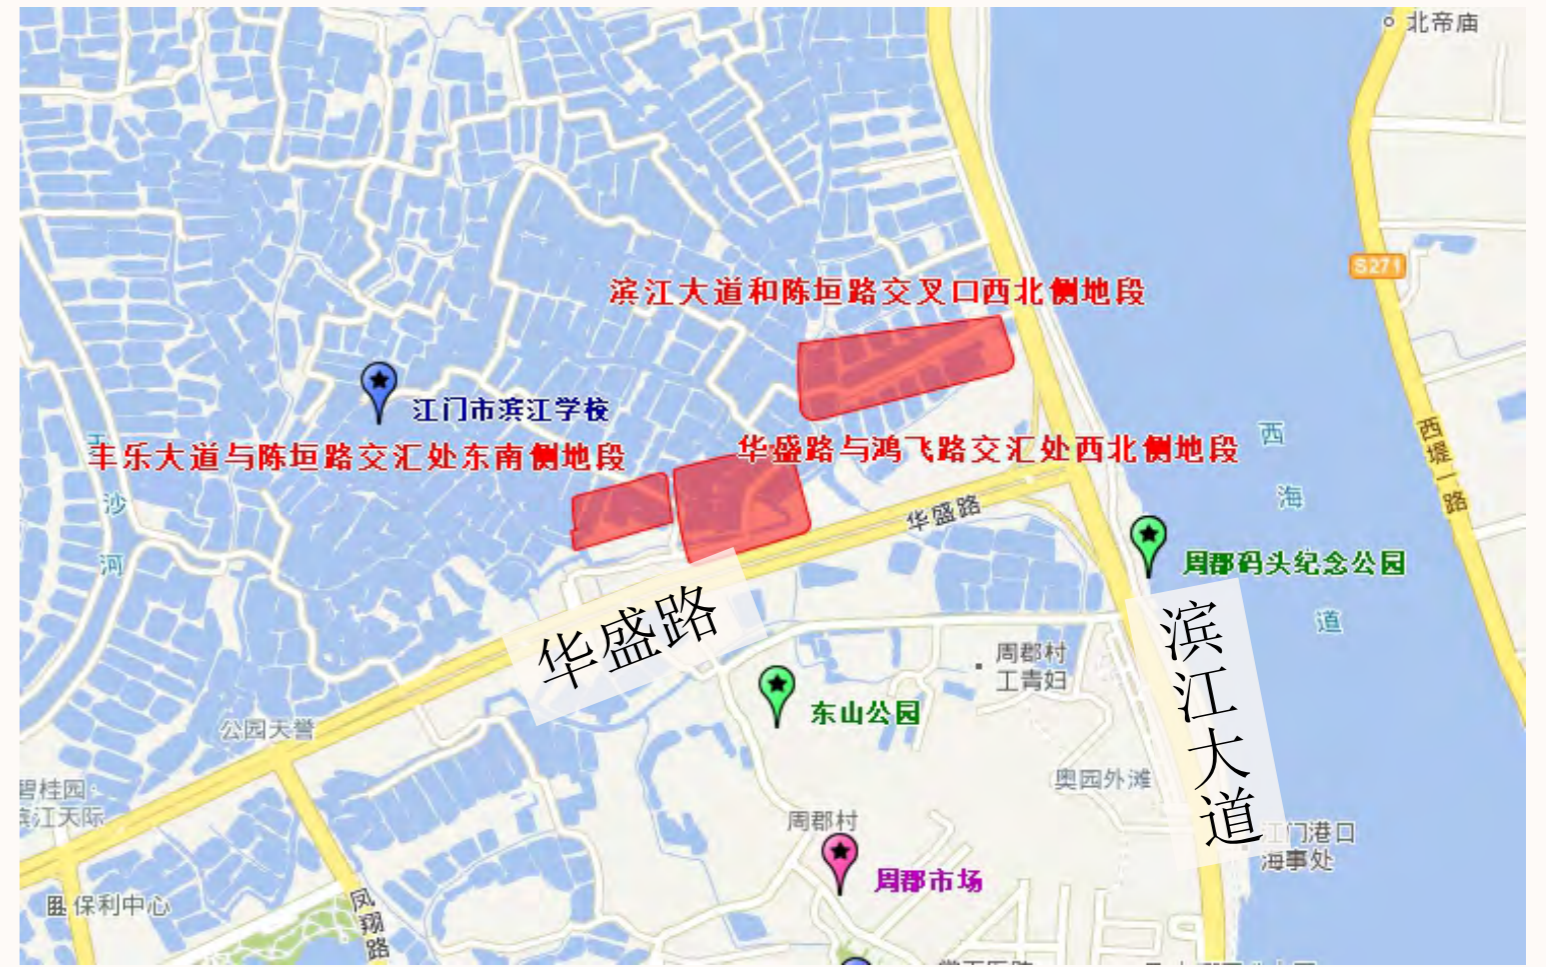 北帝庙
S271
滨江大道和陈垣路交叉口西北侧地段
江门市滨江学校
丰乐大道与陈垣路交汇处东南侧地段
华盛路与鸿飞路交汇处西北侧地段
西
海
道
西堤一路
沙
河
华盛路
周郡码头纪念公园
华盛路
滨江大道
周郡村
工青妇
东山公园
公园天誉
碧桂园·
滨江天际
奥园外滩
周郡村
江门港口
海事处
周郡市场
保利中心
凤翔路